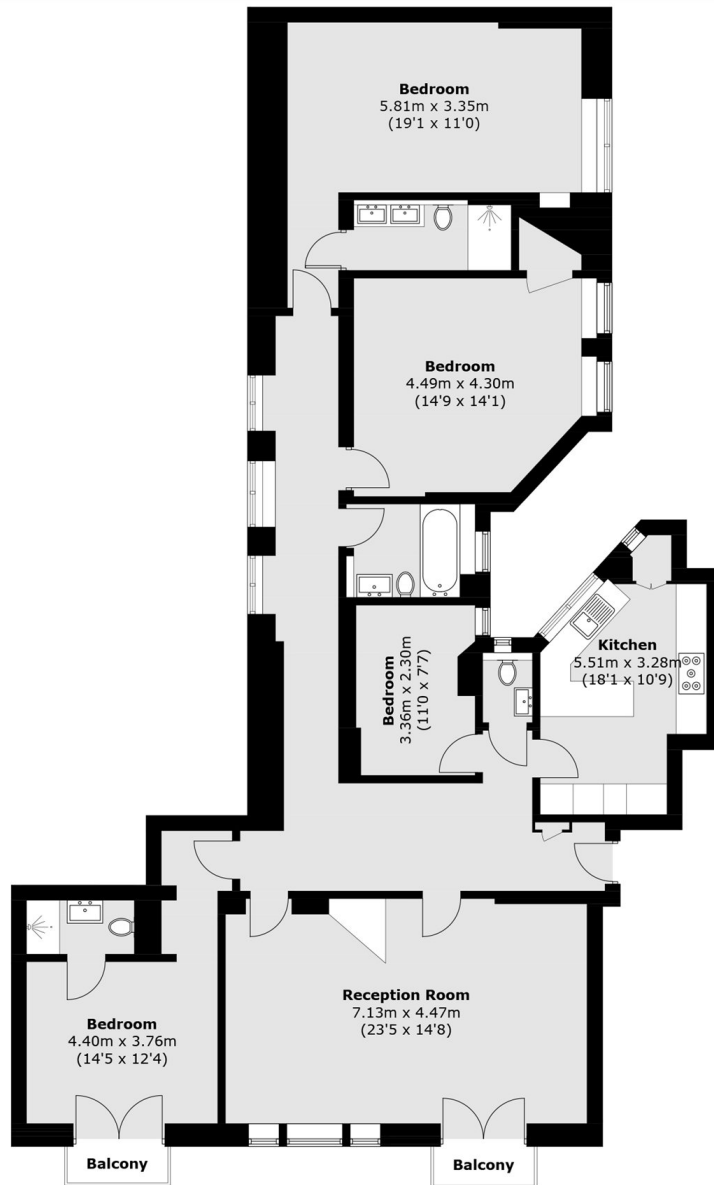 Bedroom
5.81m x 3.35m
(19'1 x 11'0)
Bedroom
4.49m x 4.30m
(14'9 x 14'1)
Kitchen
5.51m x 3.28m
(18'1 x 10'9)
Bedroom
3.36m x 2.30m
(11'0 x 7'7)
Reception Room
7.13m x 4.47m
(23'5 x 14'8)
Bedroom
4.40m x 3.76m
(14'5 x 12'4)
Balcony
Balcony